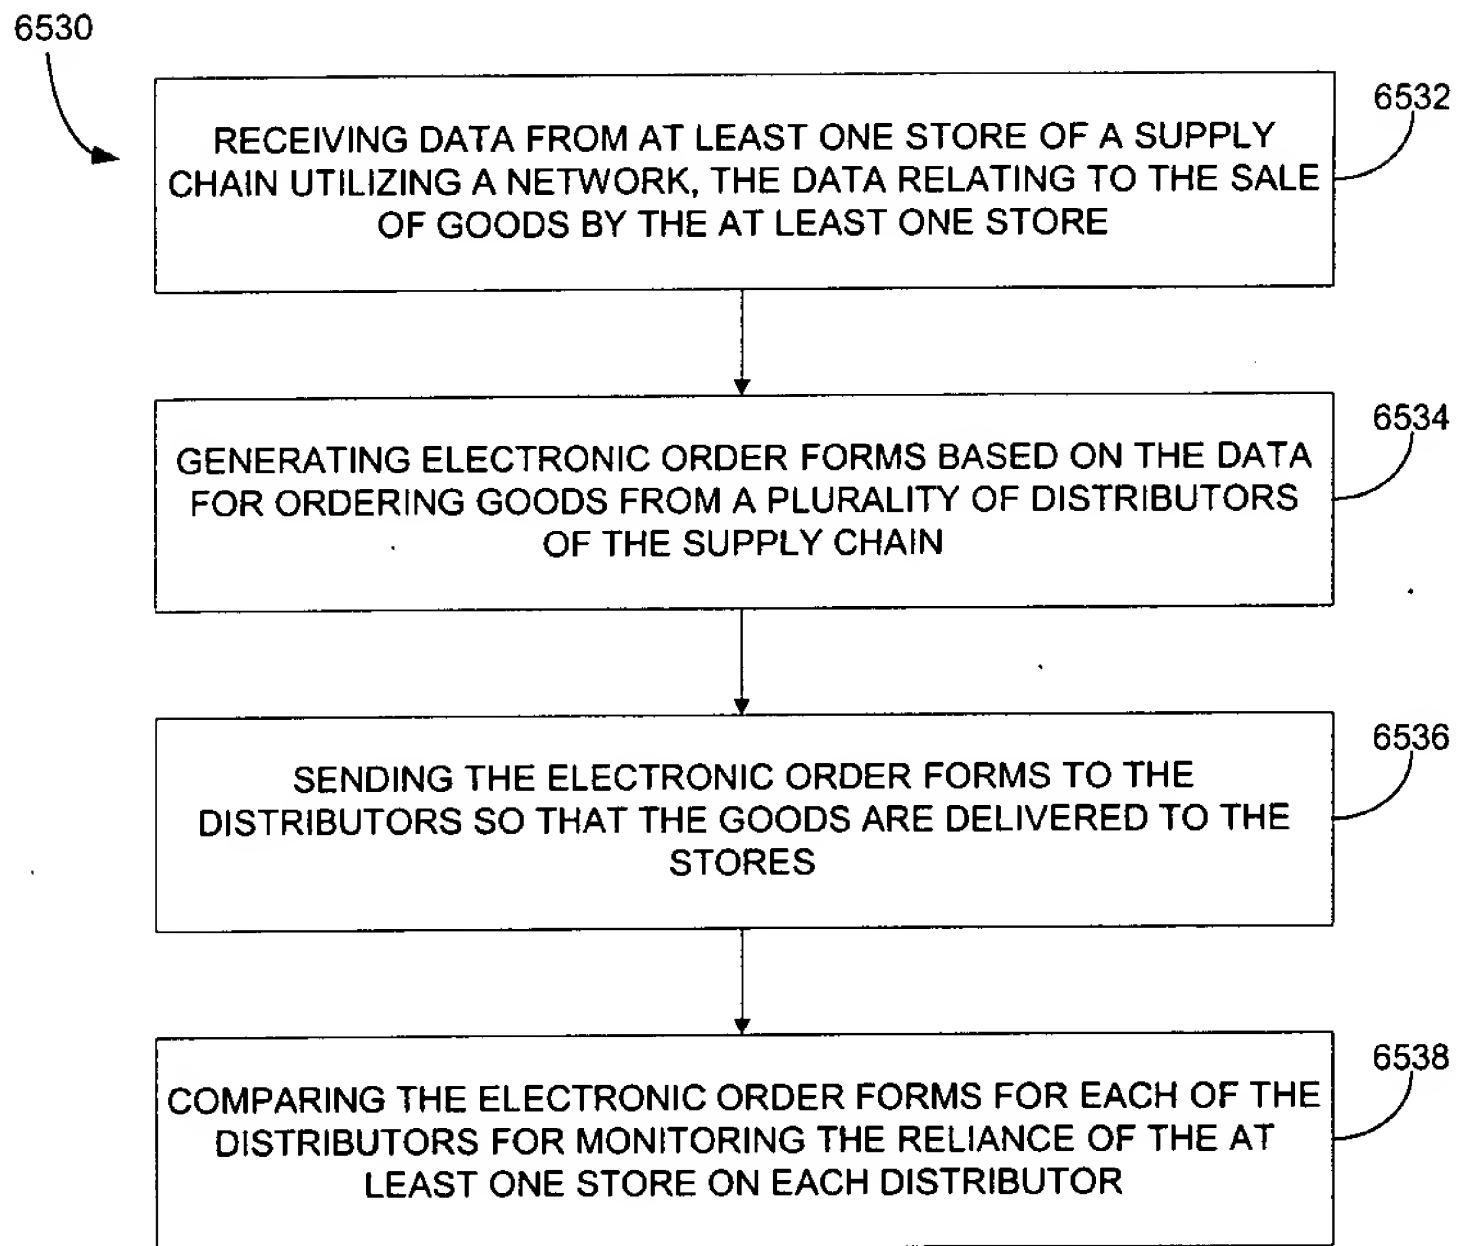 6530
6532
RECEIVING DATA FROM AT LEAST ONE STORE OF A SUPPLY
CHAIN UTILIZING A NETWORK, THE DATA RELATING TO THE SALE
OF GOODS BY THE AT LEAST ONE STORE
6534
GENERATING ELECTRONIC ORDER FORMS BASED ON THE DATA
FOR ORDERING GOODS FROM A PLURALITY OF DISTRIBUTORS
OF THE SUPPLY CHAIN
6536
SENDING THE ELECTRONIC ORDER FORMS TO THE
DISTRIBUTORS SO THAT THE GOODS ARE DELIVERED TO THE
STORES
6538
COMPARING THE ELECTRONIC ORDER FORMS FOR EACH OF THE
DISTRIBUTORS FOR MONITORING THE RELIANCE OF THE AT
LEAST ONE STORE ON EACH DISTRIBUTOR